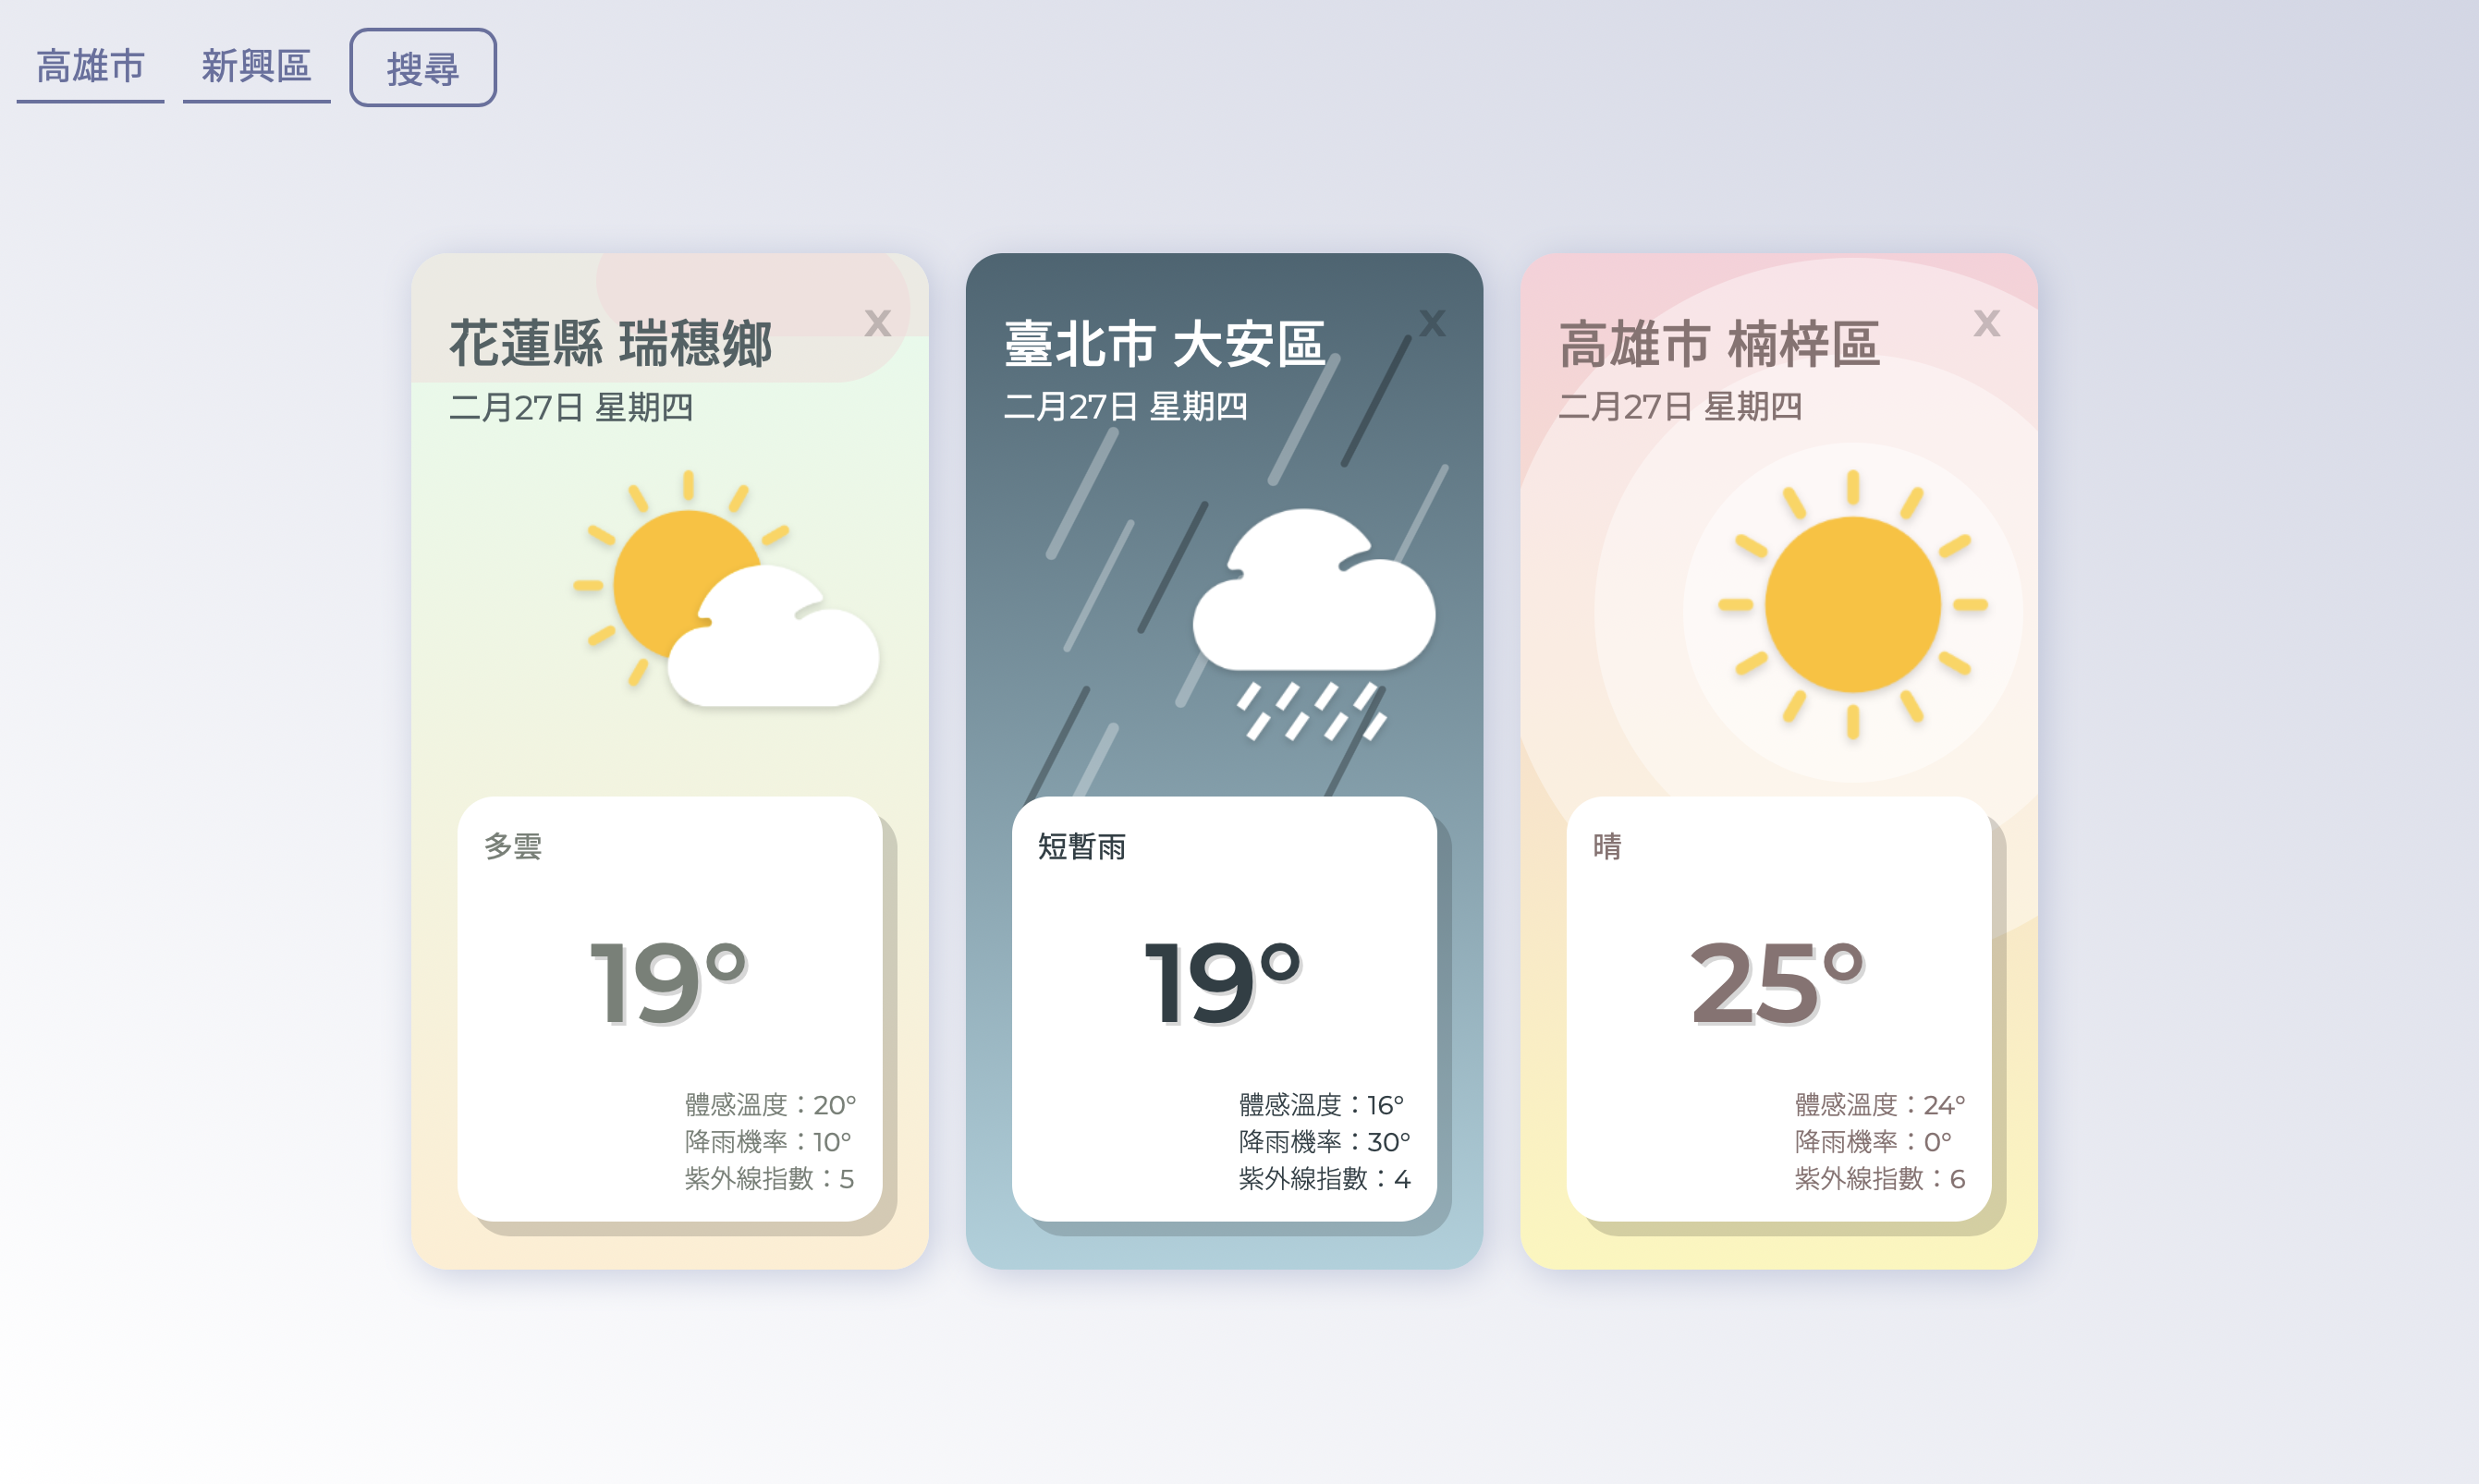 高雄市 新興區 搜尋
花蓮縣 瑞穗鄉 X
二月27日 星期四
多雲
19°
體感溫度：20°
降雨機率：10°
紫外線指數：5
臺北市 大安區 X
二月27日 星期四
短暫雨
19°
體感溫度：16°
降雨機率：30°
紫外線指數：4
高雄市 楠梓區 X
二月27日 星期四
晴
25°
體感溫度：24°
降雨機率：0°
紫外線指數：6